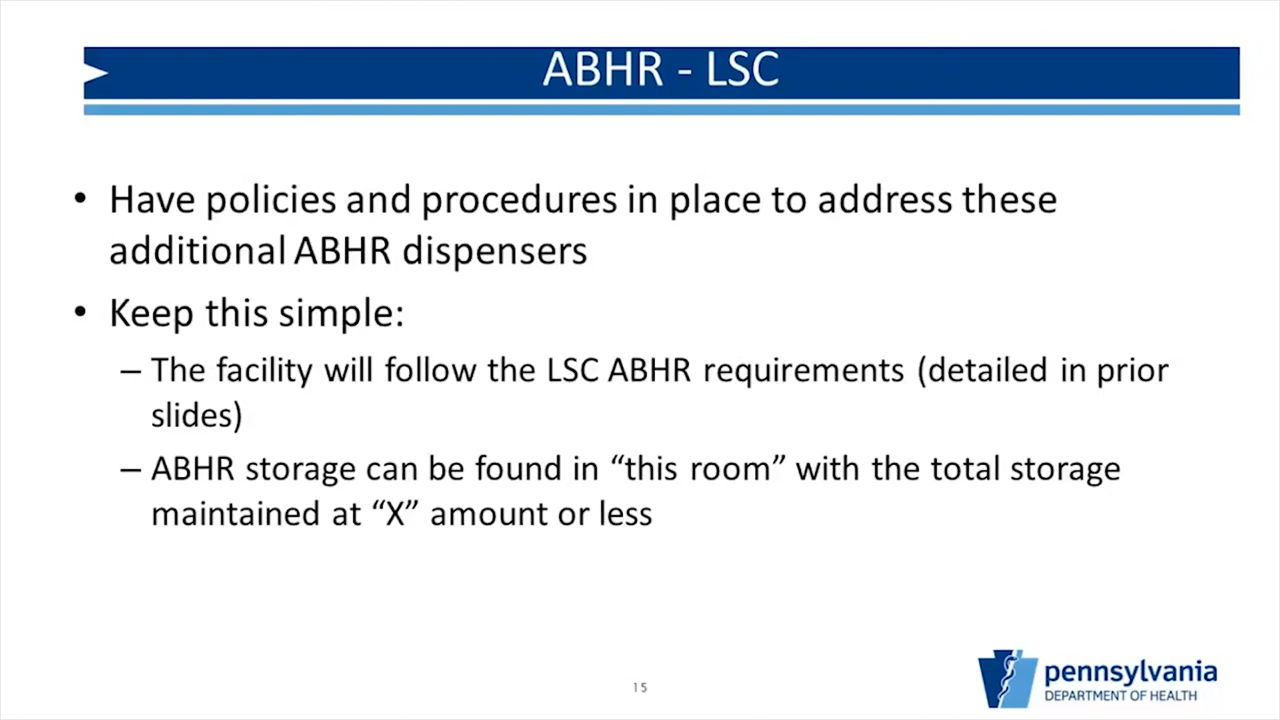 ABHR - LSC
• Have policies and procedures in place to address these
additional ABHR dispensers
• Keep this simple:
– The facility will follow the LSC ABHR requirements (detailed in prior
slides)
– ABHR storage can be found in “this room” with the total storage
maintained at “X” amount or less
15
pennsylvania
DEPARTMENT OF HEALTH